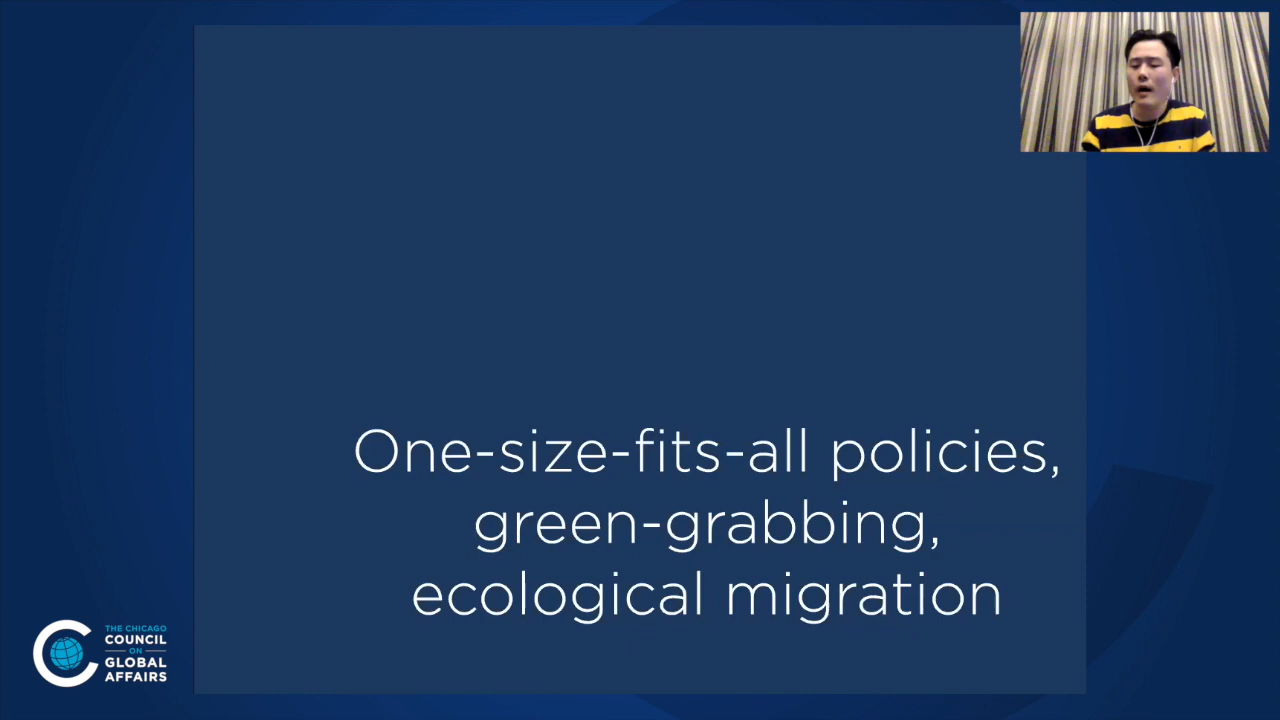 One-size-fits-all policies,
green-grabbing,
ecological migration
THE CHICAGO
COUNCIL
ON
GLOBAL
AFFAIRS